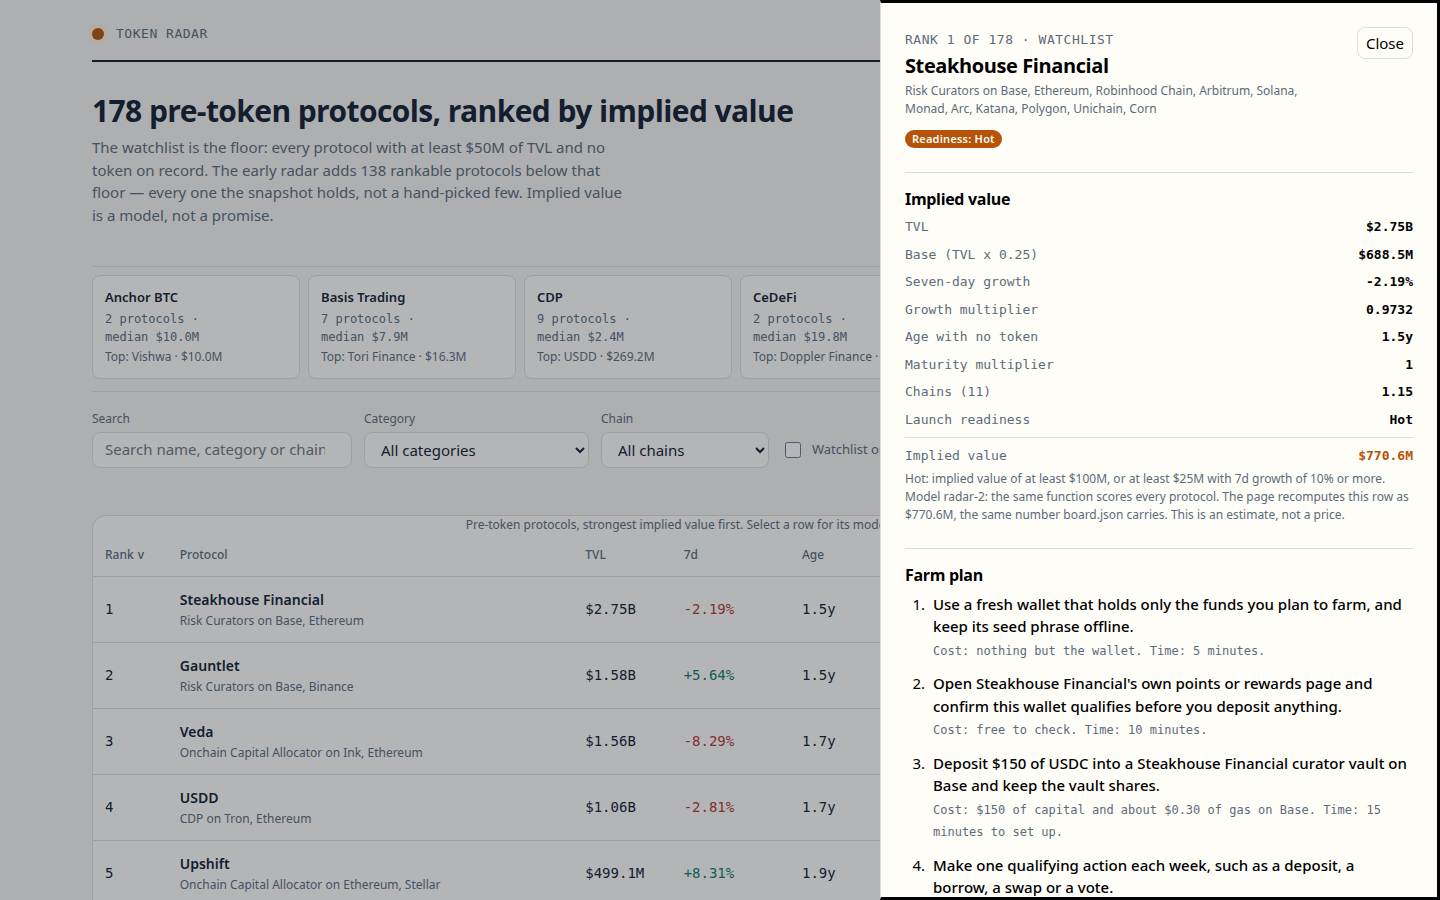 TOKEN RADAR
178 pre-token protocols, ranked by implied value
The watchlist is the floor: every protocol with at least $50M of TVL and no
token on record. The early radar adds 138 rankable protocols below that
floor — every one the snapshot holds, not a hand-picked few. Implied value
is a model, not a promise.
Anchor BTC
2 protocols ·
median $10.0M
Top: Vishwa · $10.0M
Basis Trading
7 protocols ·
median $7.9M
Top: Tori Finance · $16.3M
CDP
9 protocols ·
median $2.4M
Top: USDD · $269.2M
CeDeFi
2 protocols ·
median $19.8M
Top: Doppler Finance ·
Search
Category
Chain
Search name, category or chain
All categories
All chains
Watchlist o
Pre-token protocols, strongest implied value first. Select a row for its mod
Rank v Protocol TVL 7d Age
1 Steakhouse Financial $2.75B -2.19% 1.5y
Risk Curators on Base, Ethereum
2 Gauntlet $1.58B +5.64% 1.5y
Risk Curators on Base, Binance
3 Veda $1.56B -8.29% 1.7y
Onchain Capital Allocator on Ink, Ethereum
4 USDD $1.06B -2.81% 1.7y
CDP on Tron, Ethereum
5 Upshift $499.1M +8.31% 1.9y
Onchain Capital Allocator on Ethereum, Stellar
RANK 1 OF 178 · WATCHLIST
Close
Steakhouse Financial
Risk Curators on Base, Ethereum, Robinhood Chain, Arbitrum, Solana,
Monad, Arc, Katana, Polygon, Unichain, Corn
Readiness: Hot
Implied value
TVL $2.75B
Base (TVL x 0.25) $688.5M
Seven-day growth -2.19%
Growth multiplier 0.9732
Age with no token 1.5y
Maturity multiplier 1
Chains (11) 1.15
Launch readiness Hot
Implied value $770.6M
Hot: implied value of at least $100M, or at least $25M with 7d growth of 10% or more.
Model radar-2: the same function scores every protocol. The page recomputes this row as
$770.6M, the same number board.json carries. This is an estimate, not a price.
Farm plan
1. Use a fresh wallet that holds only the funds you plan to farm, and
keep its seed phrase offline.
Cost: nothing but the wallet. Time: 5 minutes.
2. Open Steakhouse Financial's own points or rewards page and
confirm this wallet qualifies before you deposit anything.
Cost: free to check. Time: 10 minutes.
3. Deposit $150 of USDC into a Steakhouse Financial curator vault on
Base and keep the vault shares.
Cost: $150 of capital and about $0.30 of gas on Base. Time: 15
minutes to set up.
4. Make one qualifying action each week, such as a deposit, a
borrow, a swap or a vote.